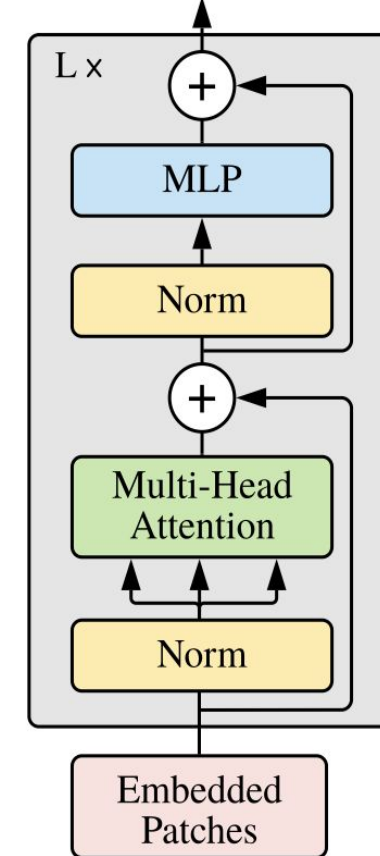 L ×
+
MLP
Norm
+
Multi-Head
Attention
Norm
Embedded
Patches